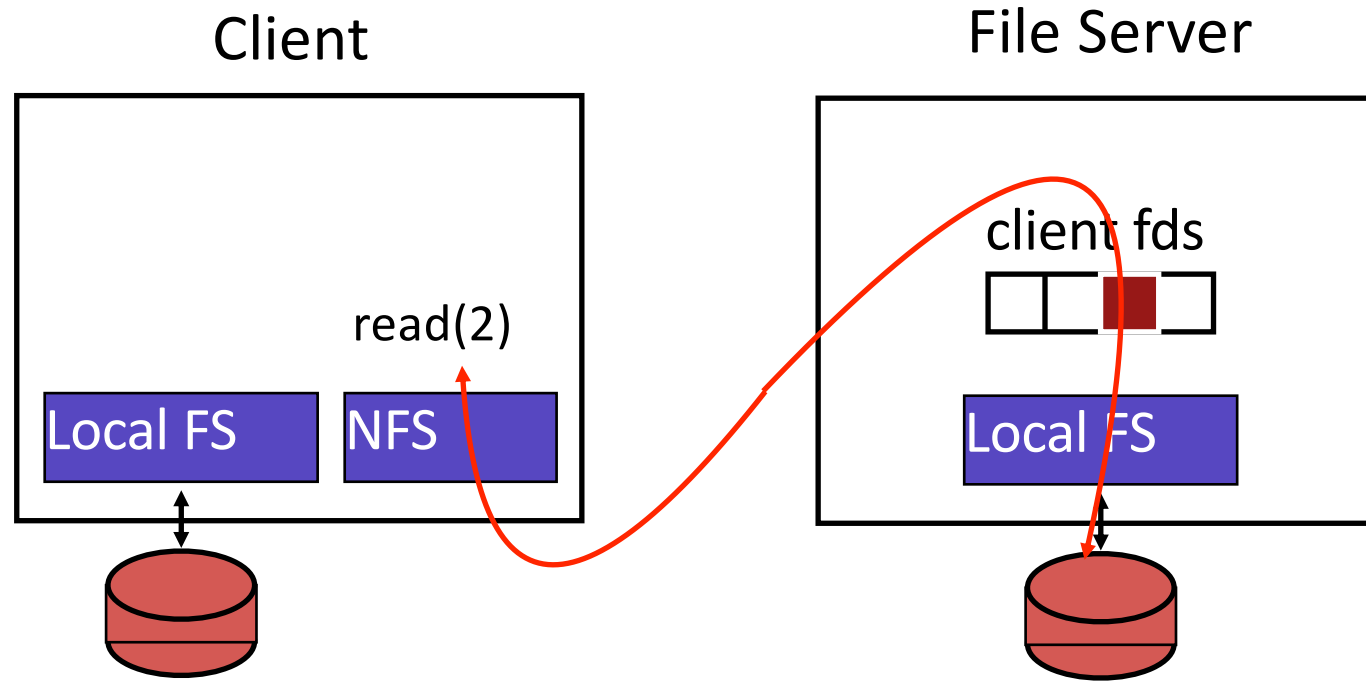 Client
File Server
client fds
read(2)
Local FS
NFS
Local FS